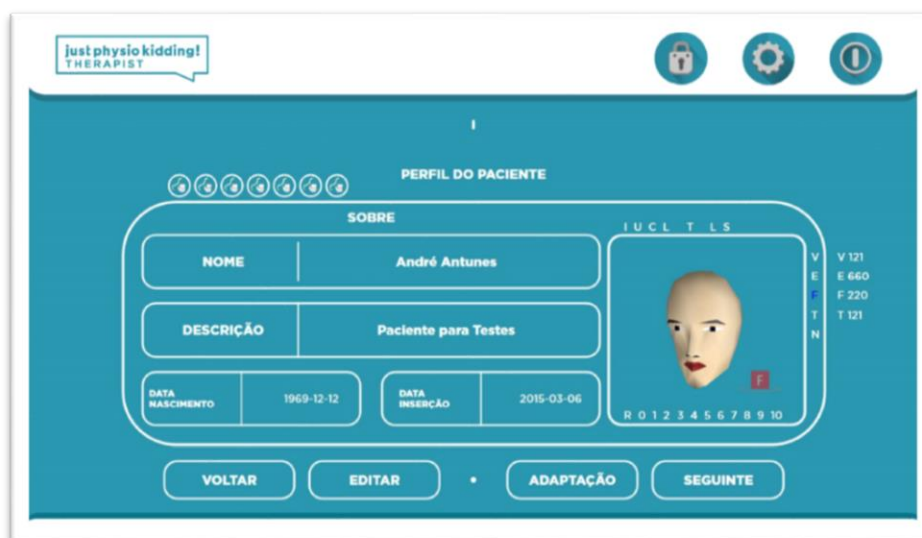 just physio kidding!
THERAPIST
PERFIL DO PACIENTE
SOBRE
NOME
André Antunes
DESCRIÇÃO
Paciente para Testes
DATA
NASCIMENTO
1969-12-12
DATA
INSERÇÃO
2015-03-06
I U C L T L S
V
E
F
T
N
V 121
E 660
F 220
T 121
F
R 0 1 2 3 4 5 6 7 8 9 10
VOLTAR
EDITAR
ADAPTAÇÃO
SEGUINTE